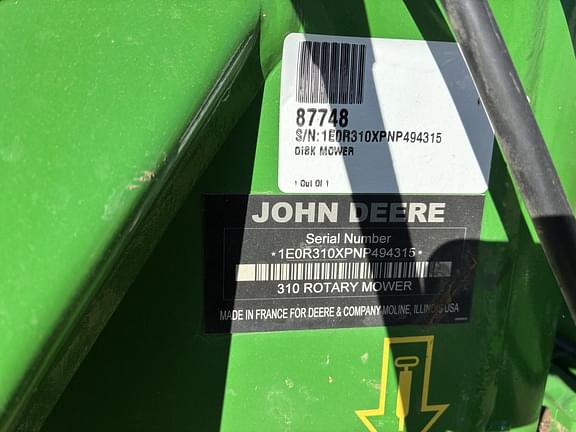 87748
S/N:1E0R310XPNP494315
DISK MOWER
1 Out Of 1
JOHN DEERE
Serial Number
*1E0R310XPNP494315*
310 ROTARY MOWER
MADE IN FRANCE FOR DEERE & COMPANY MOLINE, ILLINOIS USA